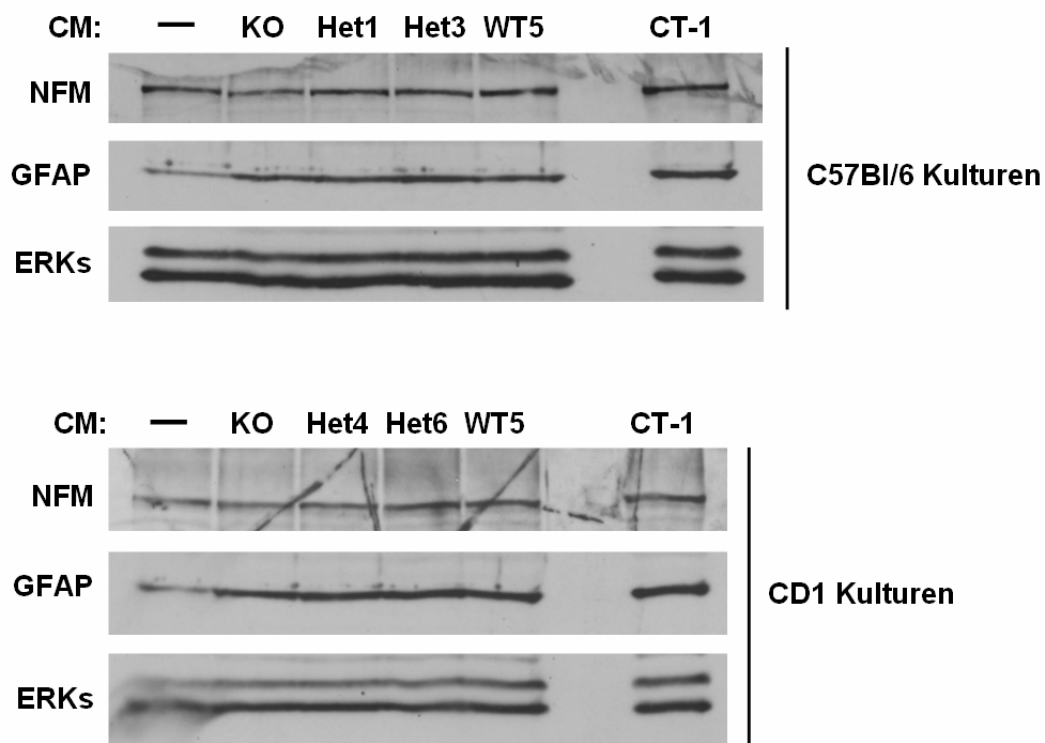 CM: — KO Het1 Het3 WT5 CT-1
NFM
GFAP
C57Bl/6 Kulturen
ERKs
CM: — KO Het4 Het6 WT5 CT-1
NFM
GFAP
CD1 Kulturen
ERKs